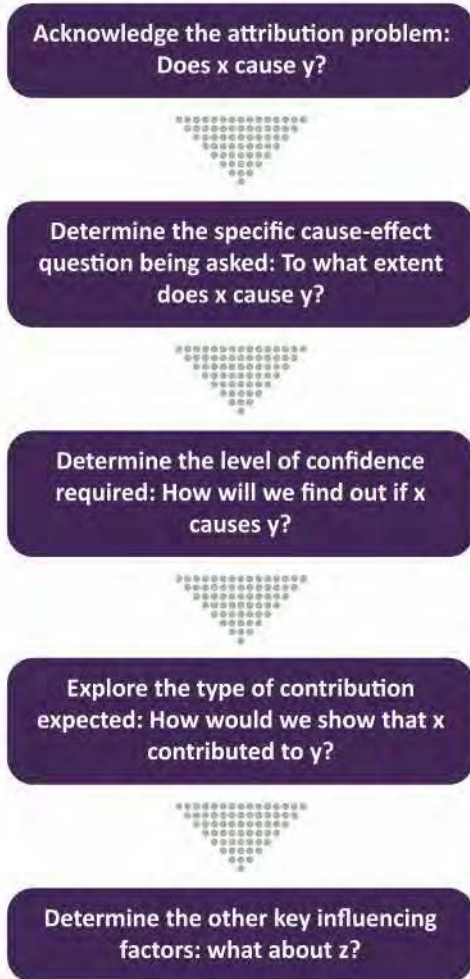 Acknowledge the attribution problem:
Does x cause y?
Determine the specific cause-effect
question being asked: To what extent
does x cause y?
Determine the level of confidence
required: How will we find out if x
causes y?
Explore the type of contribution
expected: How would we show that x
contributed to y?
Determine the other key influencing
factors: what about z?